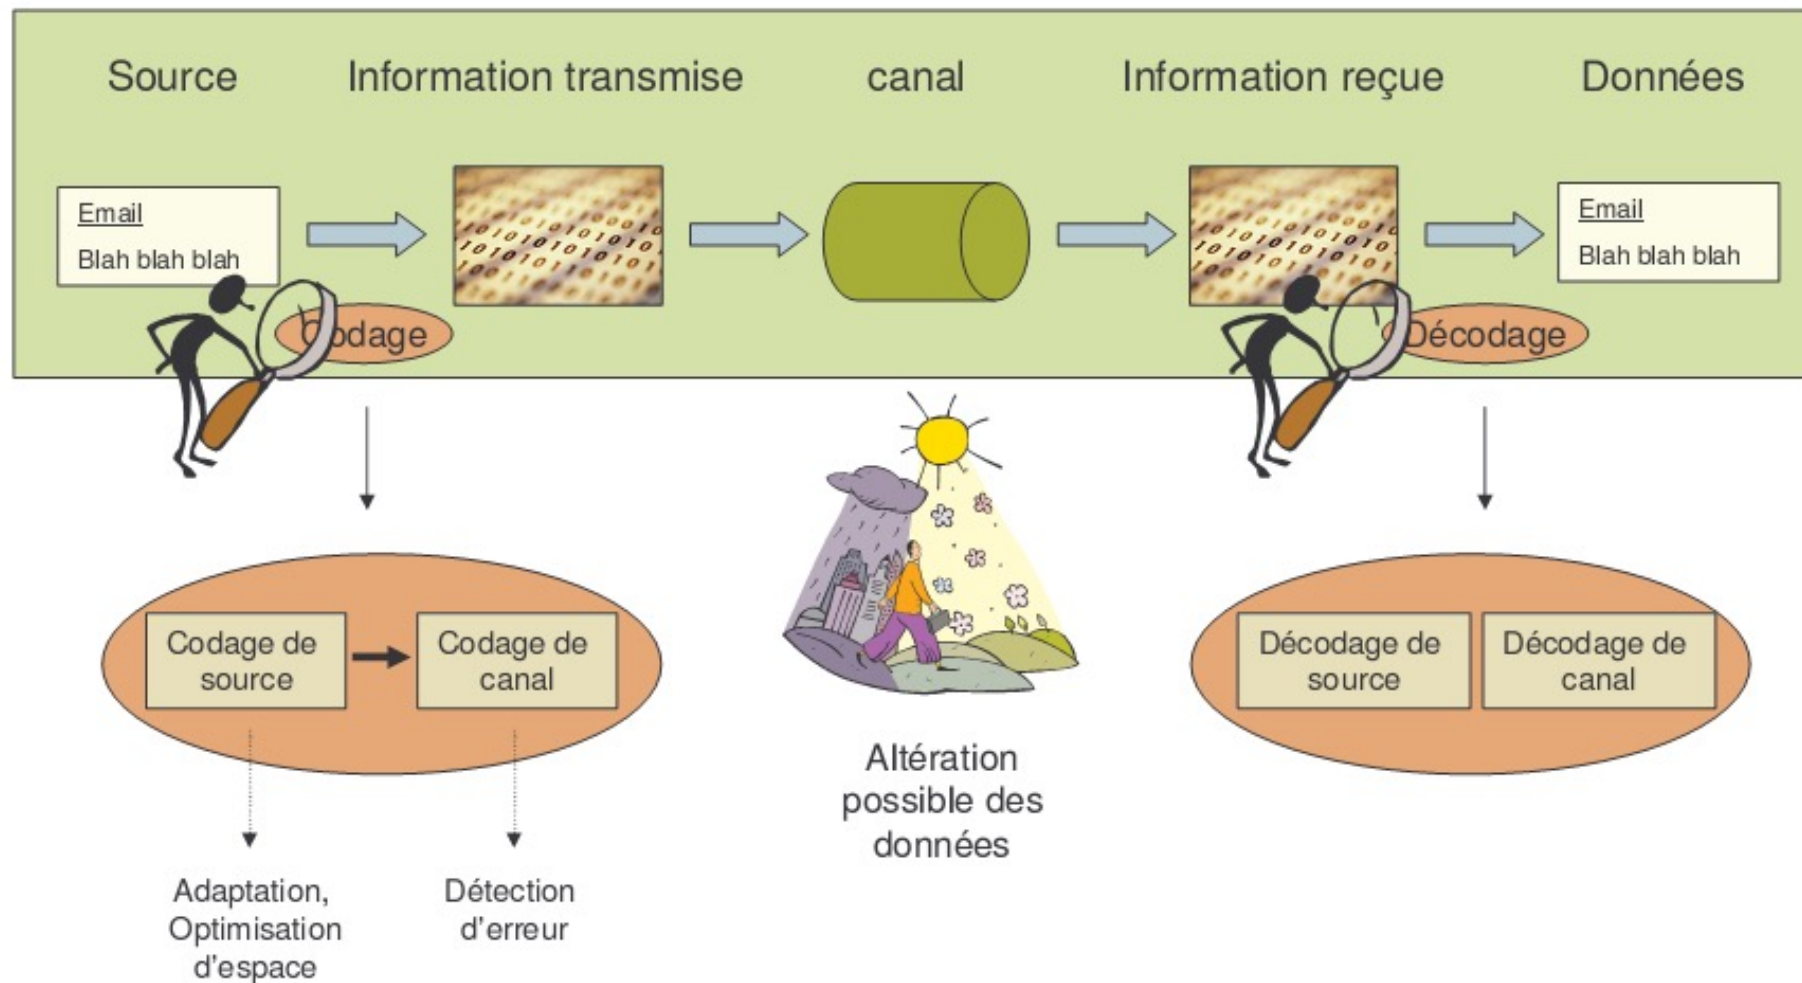 Source
Information transmise
canal
Information reçue
Données
Email
Blah blah blah
Email
Blah blah blah
Codage
Décodage
Codage de
source
Codage de
canal
Décodage de
source
Décodage de
canal
Altération
possible des
données
Adaptation,
Optimisation
d'espace
Détection
d'erreur